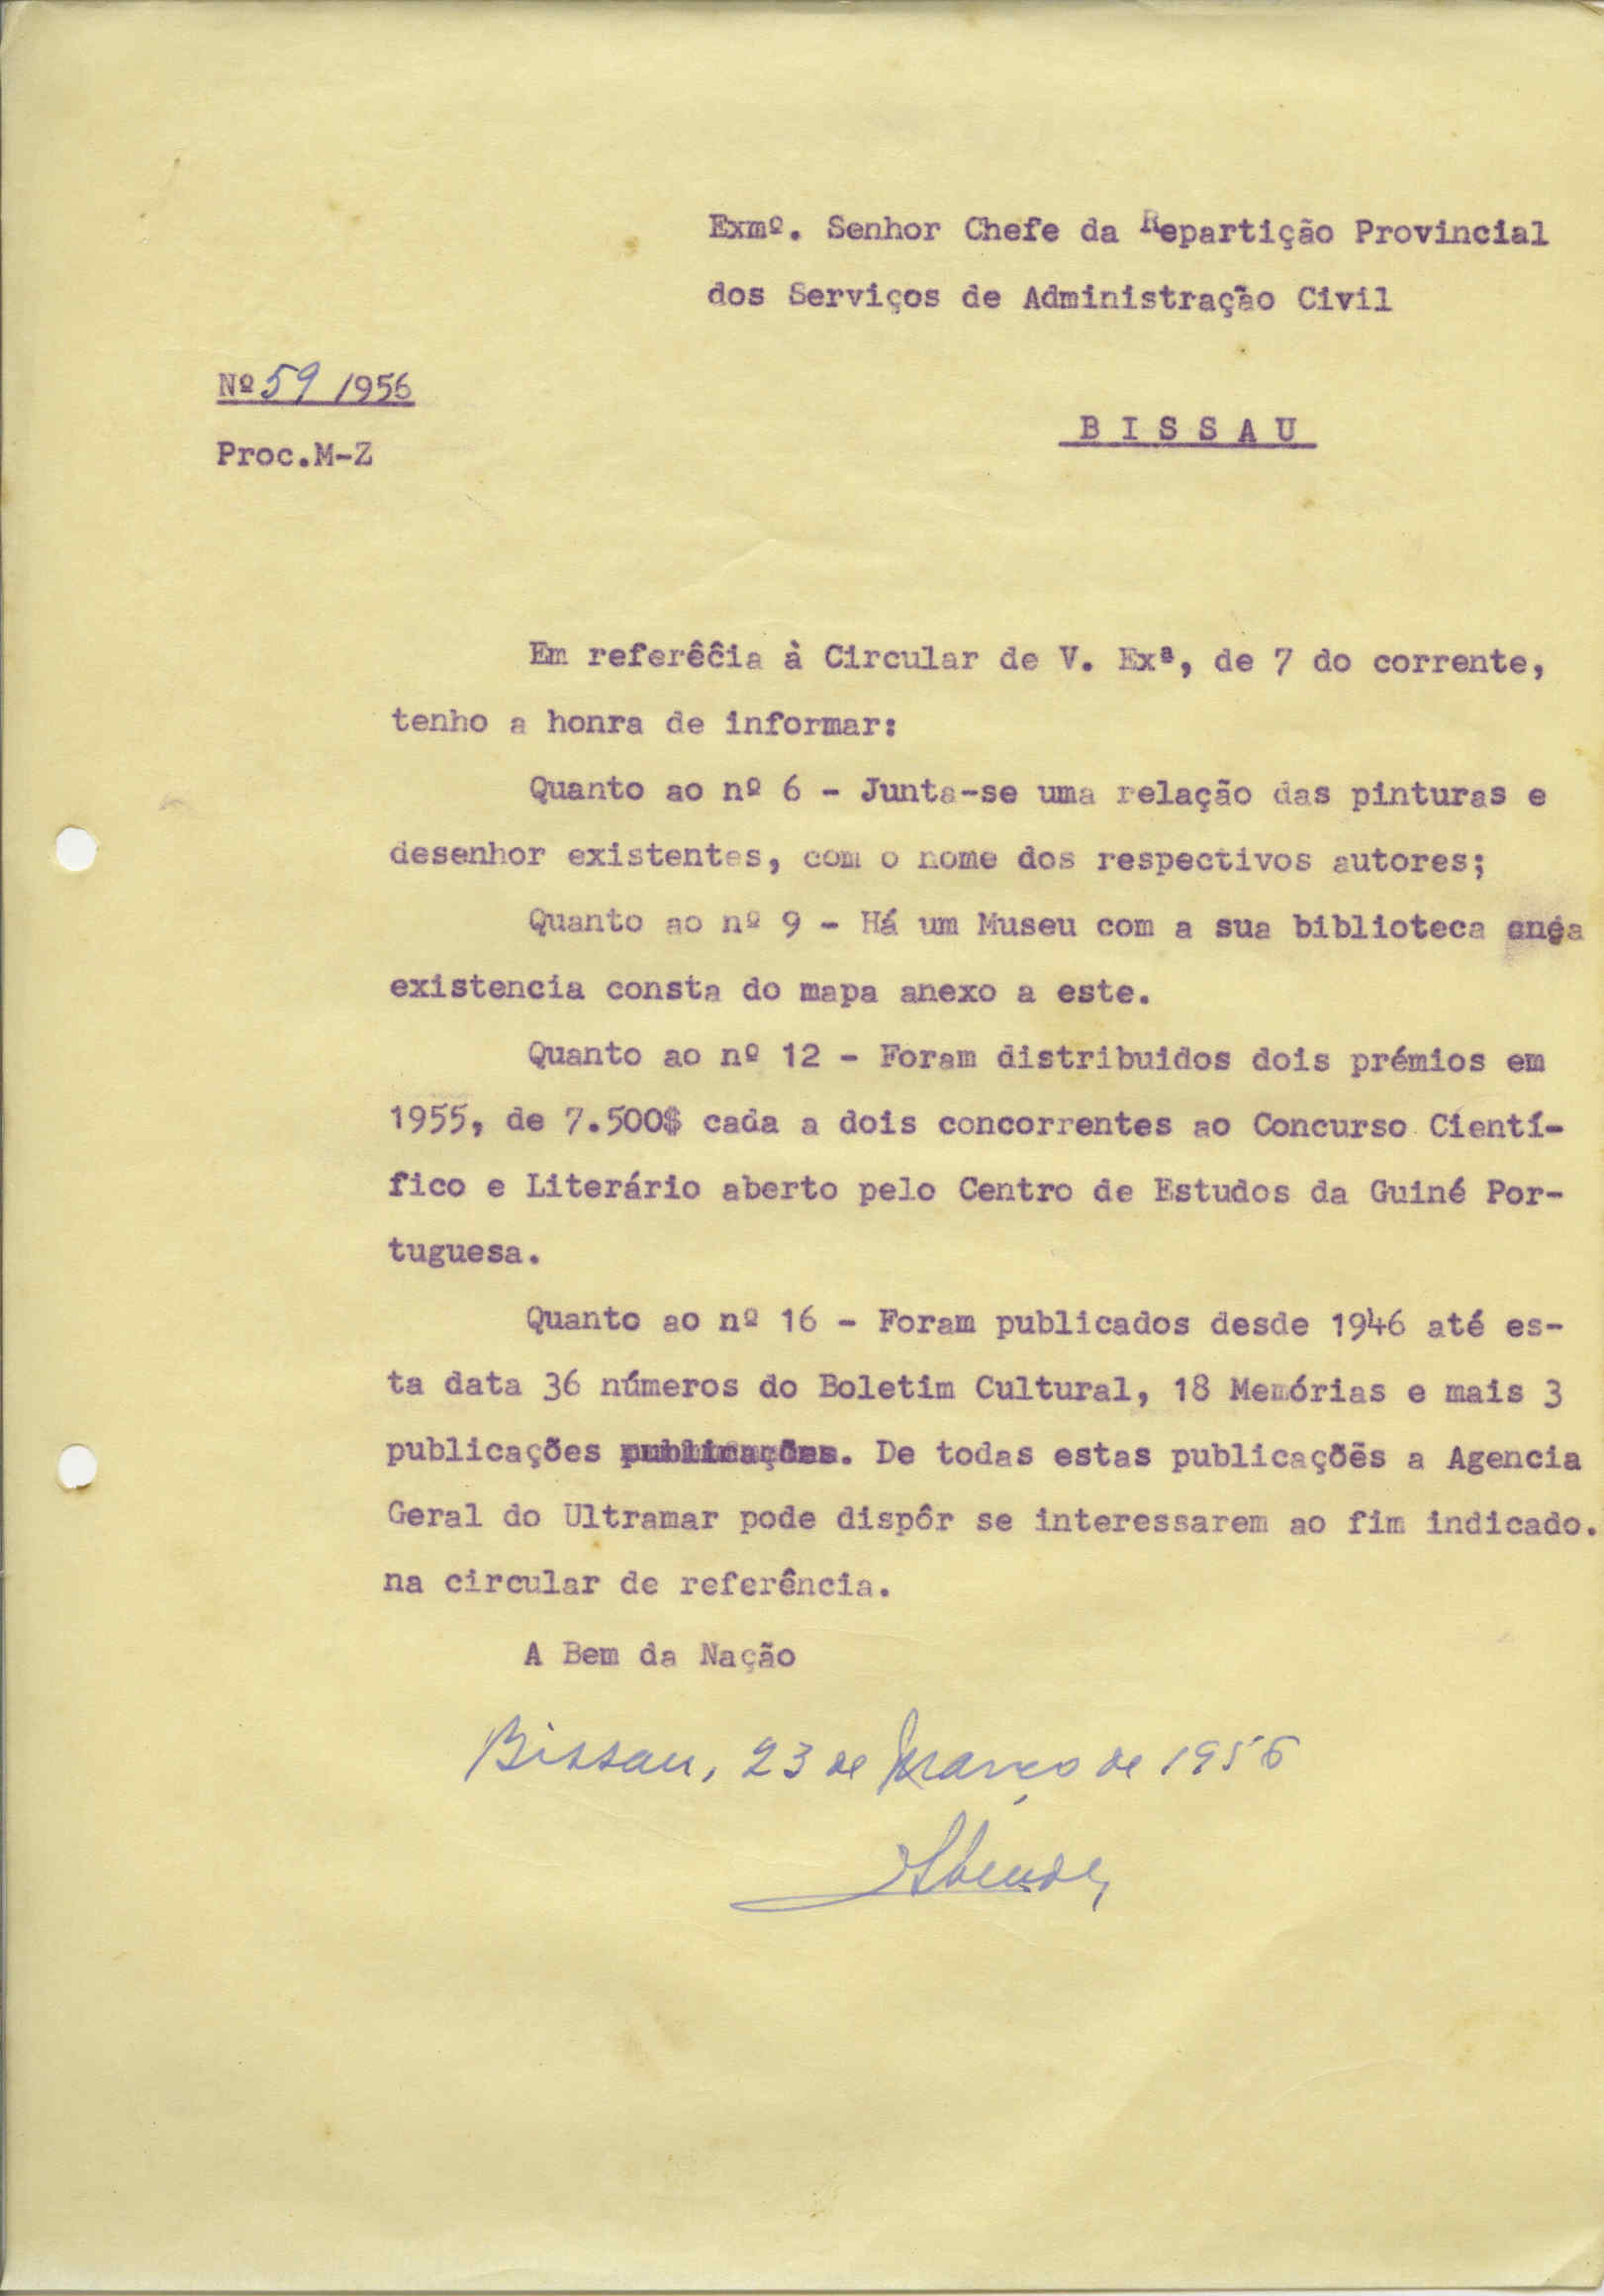 Exmº. Senhor Chefe da Repartição Provincial
dos Serviços de Administração Civil
Nº 59 /1956
B I S S A U
Proc.M-Z
Em referêĉia à Circular de V. Exª, de 7 do corrente,
tenho a honra de informar:
Quanto ao nº 6 - Junta-se uma relação das pinturas e
desenhor existentes, com o nome dos respectivos autores;
Quanto ao nº 9 - Há um Museu com a sua biblioteca
existencia consta do mapa anexo a este.
Quanto ao nº 12 - Foram distribuidos dois prémios em
1955, de 7.500$ cada a dois concorrentes ao Concurso Cientí-
fico e Literário aberto pelo Centro de Estudos da Guiné Por-
tuguesa.
Quanto ao nº 16 - Foram publicados desde 1946 até es-
ta data 36 números do Boletim Cultural, 18 Memórias e mais 3
publicações publicações. De todas estas publicaçõẽs a Agencia
Geral do Ultramar pode dispôr se interessarem ao fim indicado.
na circular de referência.
A Bem da Nação
Bissau, 23 de Março de 1956